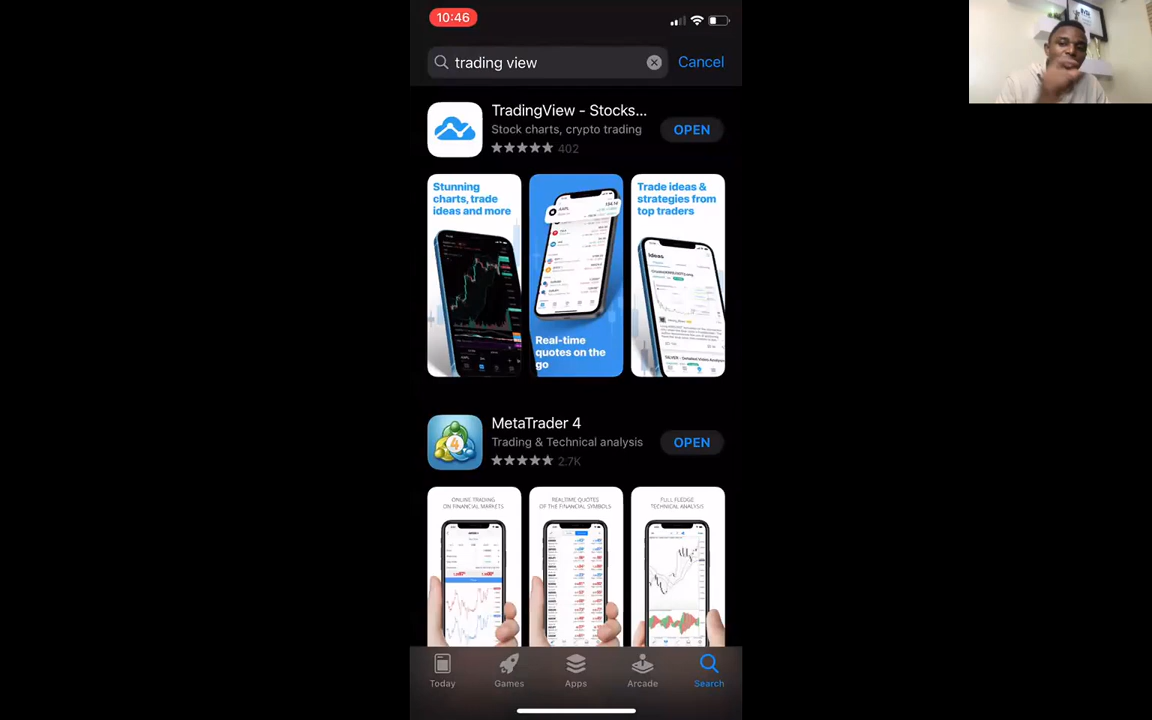 10:46
trading view
Cancel
TradingView - Stocks...
Stock charts, crypto trading
402
OPEN
Stunning
charts, trade
ideas and more
Real-time
quotes on the
go
Trade ideas &
strategies from
top traders
Ideas
MetaTrader 4
Trading & Technical analysis
2.7K
OPEN
4
ONLINE TRADING
ON FINANCIAL MARKETS
REALTIME QUOTES
OF THE FINANCIAL SYMBOLS
FULL FLEDGE
TECHNICAL ANALYSIS
Today
Games
Apps
Arcade
Search